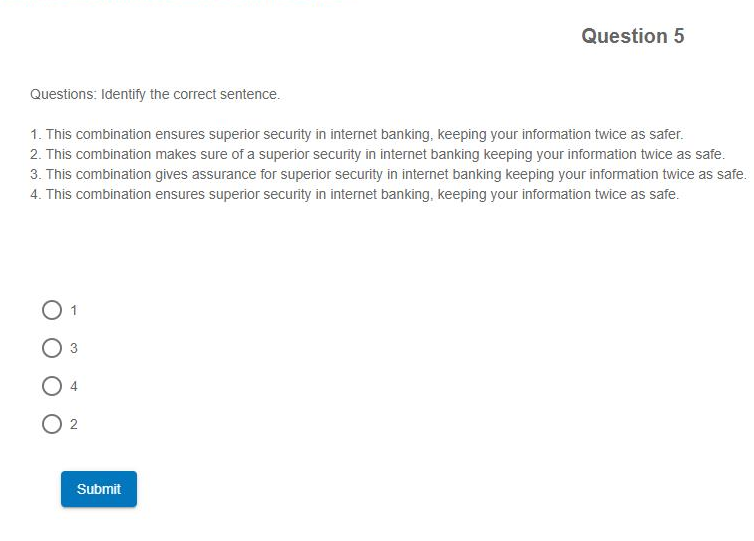 Question 5
Questions: Identify the correct sentence.
1. This combination ensures superior security in internet banking, keeping your information twice as safer.
2. This combination makes sure of a superior security in internet banking keeping your information twice as safe.
3. This combination gives assurance for superior security in internet banking keeping your information twice as safe.
4. This combination ensures superior security in internet banking, keeping your information twice as safe.
1
3
4
2
Submit